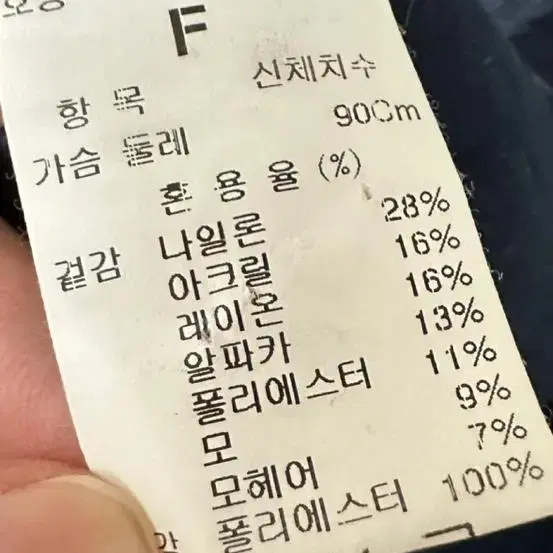 F
항 목 신체치수
가슴 둘레 90Cm
혼 용 율 (%)
겉감 나일론 28%
아크릴 16%
레이온 16%
알파카 13%
폴리에스터 11%
모 9%
모헤어 7%
폴리에스터 100%